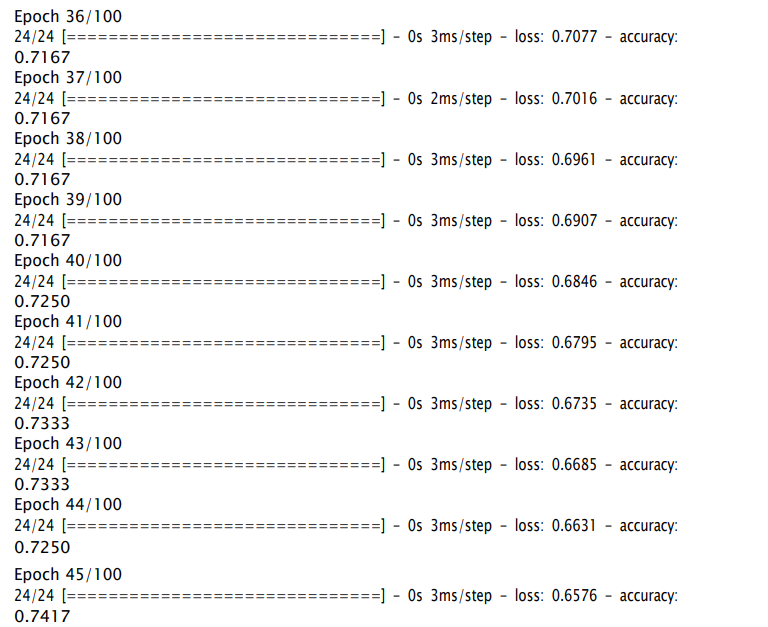 Epoch 36/100
24/24 [==============================] - 0s 3ms/step - loss: 0.7077 - accuracy:
0.7167
Epoch 37/100
24/24 [==============================] - 0s 2ms/step - loss: 0.7016 - accuracy:
0.7167
Epoch 38/100
24/24 [==============================] - 0s 3ms/step - loss: 0.6961 - accuracy:
0.7167
Epoch 39/100
24/24 [==============================] - 0s 3ms/step - loss: 0.6907 - accuracy:
0.7167
Epoch 40/100
24/24 [==============================] - 0s 3ms/step - loss: 0.6846 - accuracy:
0.7250
Epoch 41/100
24/24 [==============================] - 0s 3ms/step - loss: 0.6795 - accuracy:
0.7250
Epoch 42/100
24/24 [==============================] - 0s 3ms/step - loss: 0.6735 - accuracy:
0.7333
Epoch 43/100
24/24 [==============================] - 0s 3ms/step - loss: 0.6685 - accuracy:
0.7333
Epoch 44/100
24/24 [==============================] - 0s 3ms/step - loss: 0.6631 - accuracy:
0.7250
Epoch 45/100
24/24 [==============================] - 0s 3ms/step - loss: 0.6576 - accuracy:
0.7417